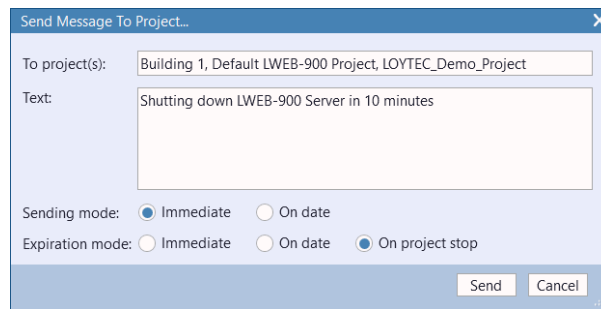 Send Message To Project...
To project(s): Building 1, Default LWEB-900 Project, LOYTEC_Demo_Project
Text: Shutting down LWEB-900 Server in 10 minutes
Sending mode: Immediate On date
Expiration mode: Immediate On date On project stop
Send Cancel